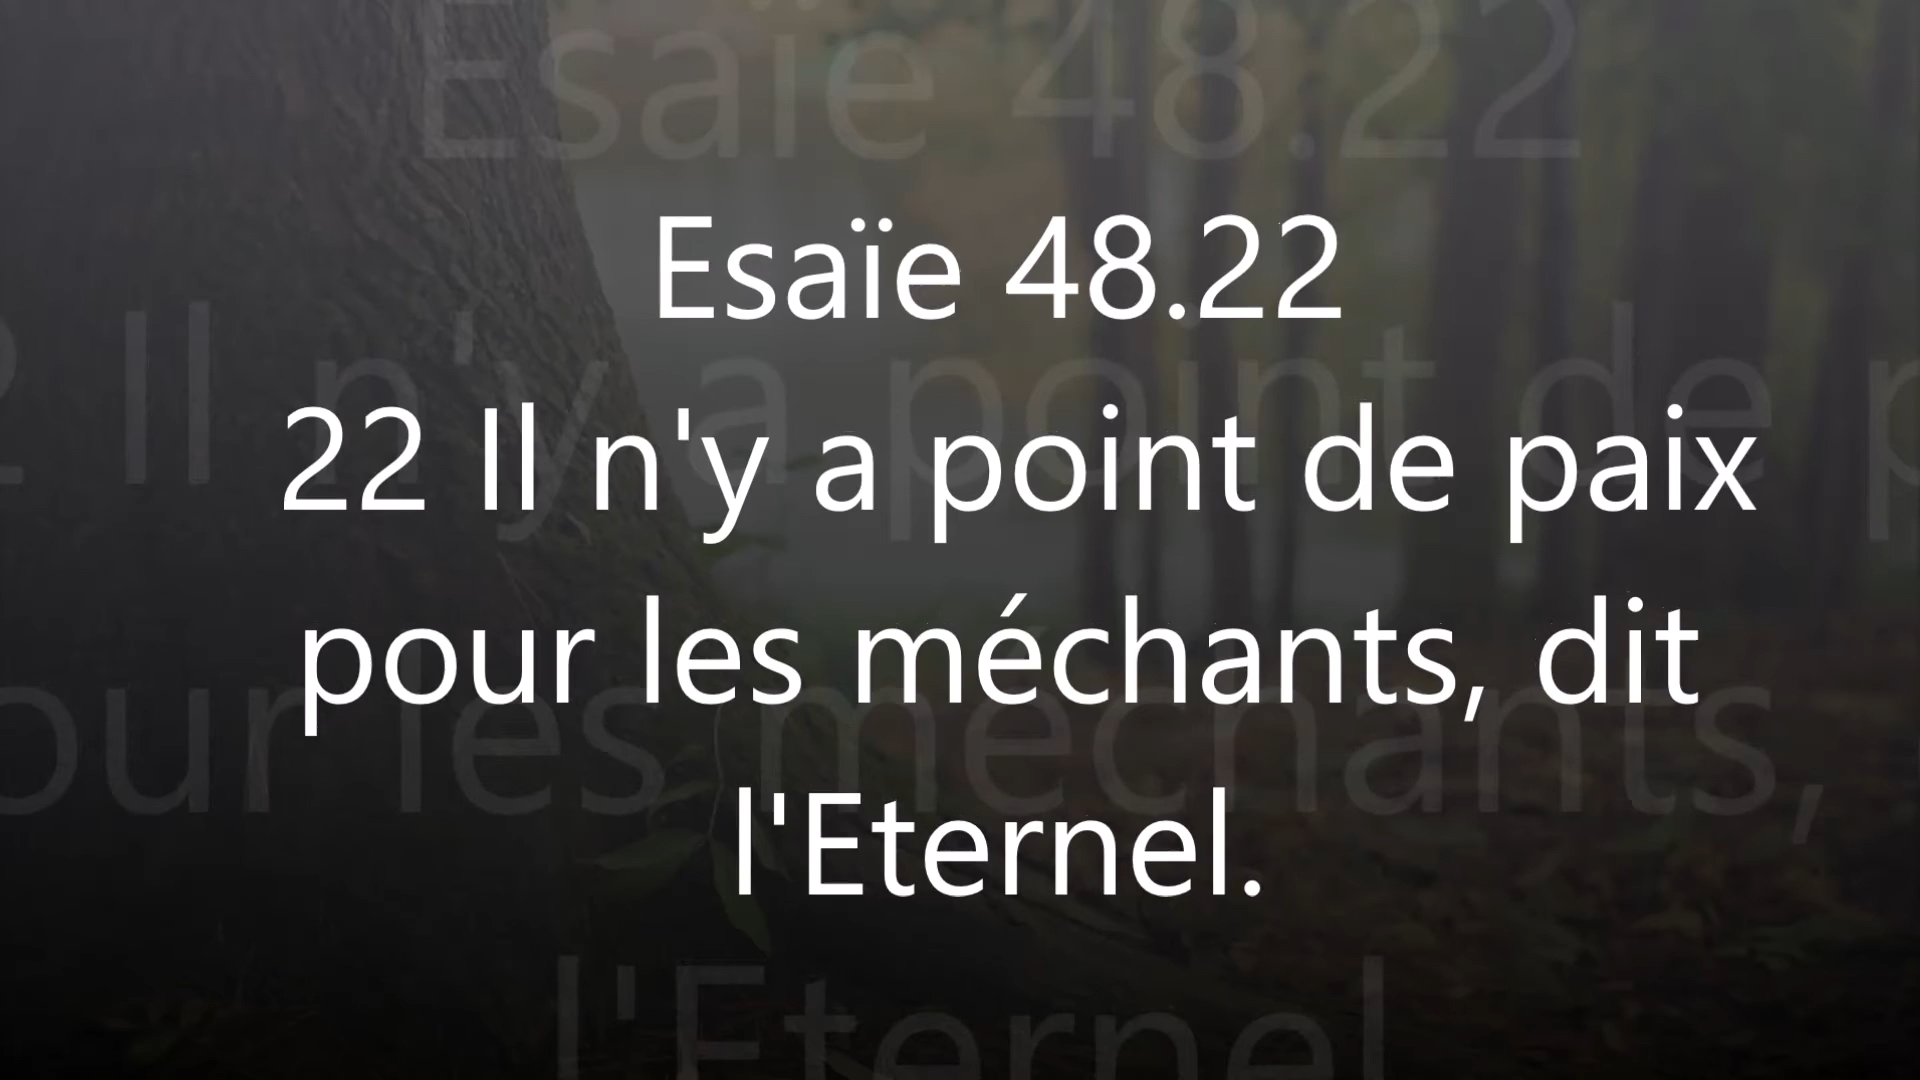 Esaïe 48.22
22 Il n'y a point de paix
pour les méchants, dit
l'Eternel.